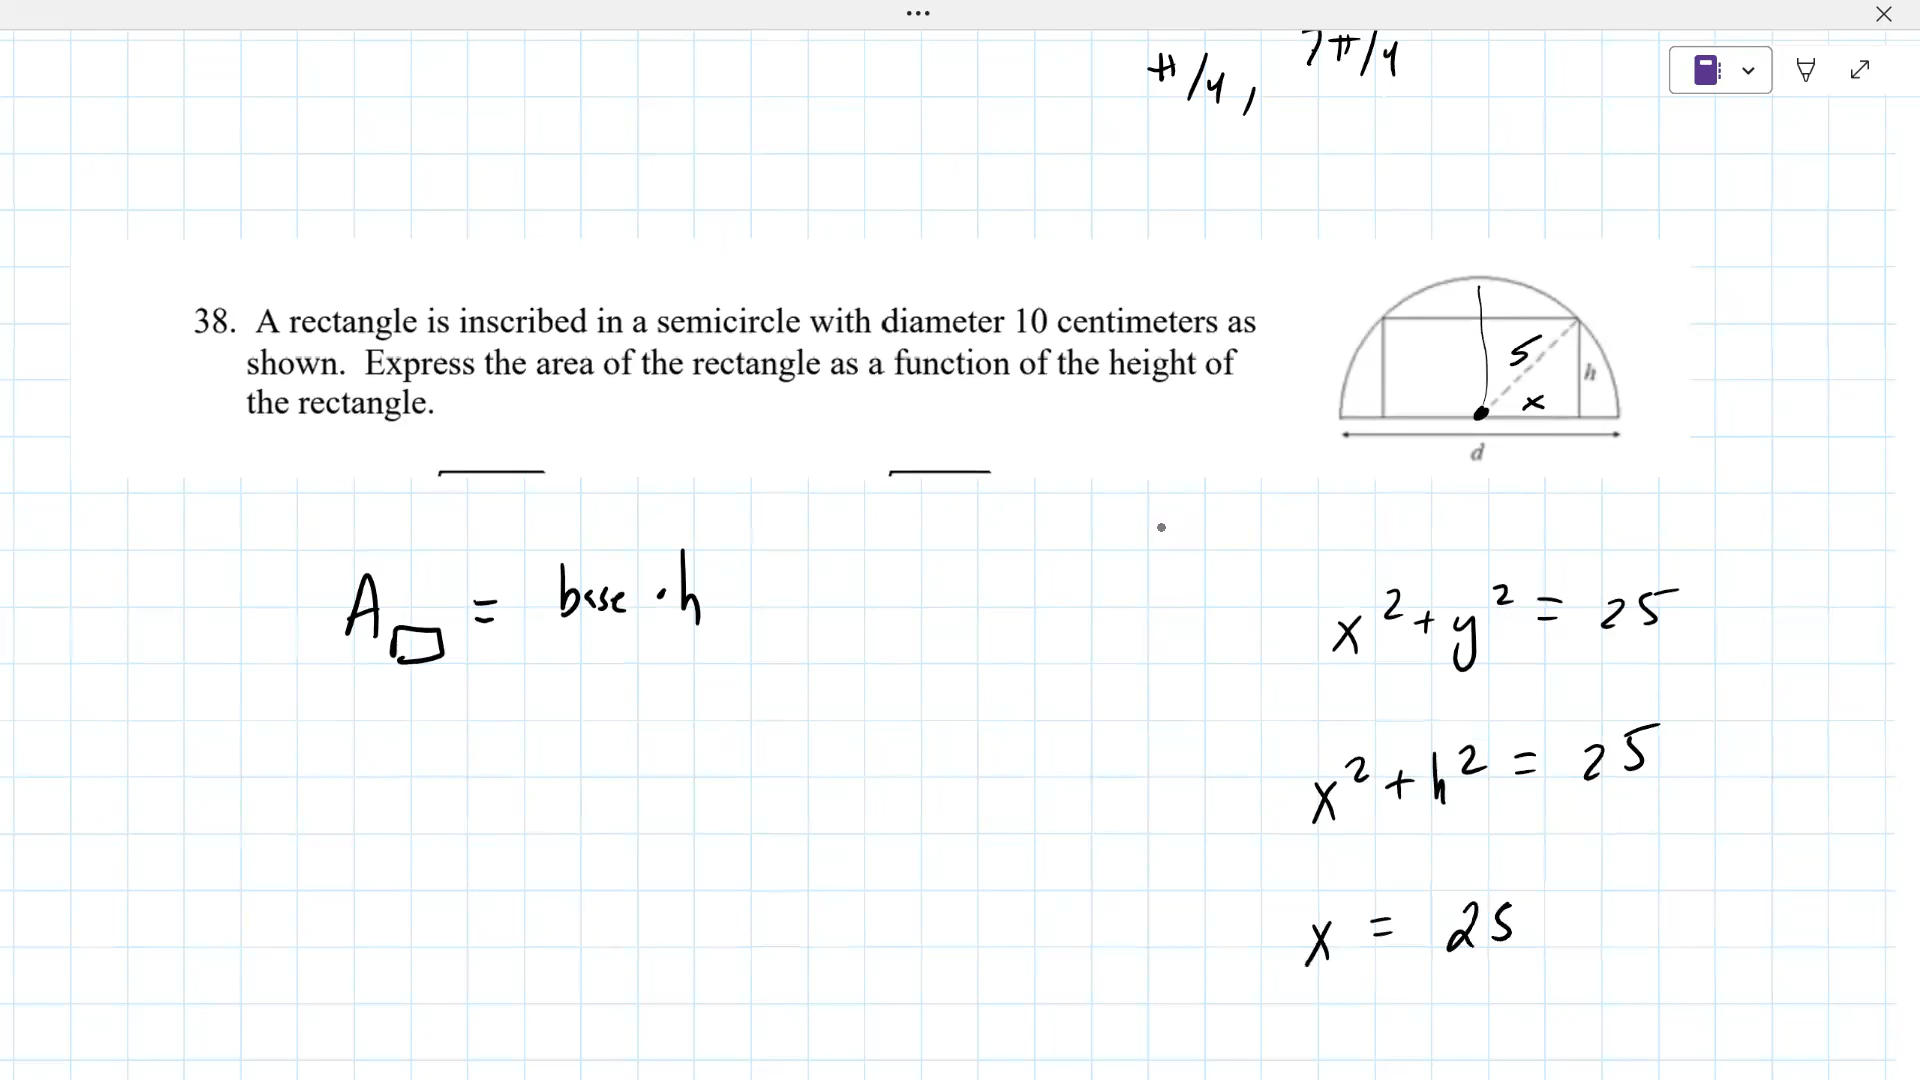 π/4, 7π/4
38. A rectangle is inscribed in a semicircle with diameter 10 centimeters as
shown. Express the area of the rectangle as a function of the height of
the rectangle.
5
h
x
d
A▭ = base · h
x² + y² = 25
x² + h² = 25
x = 25